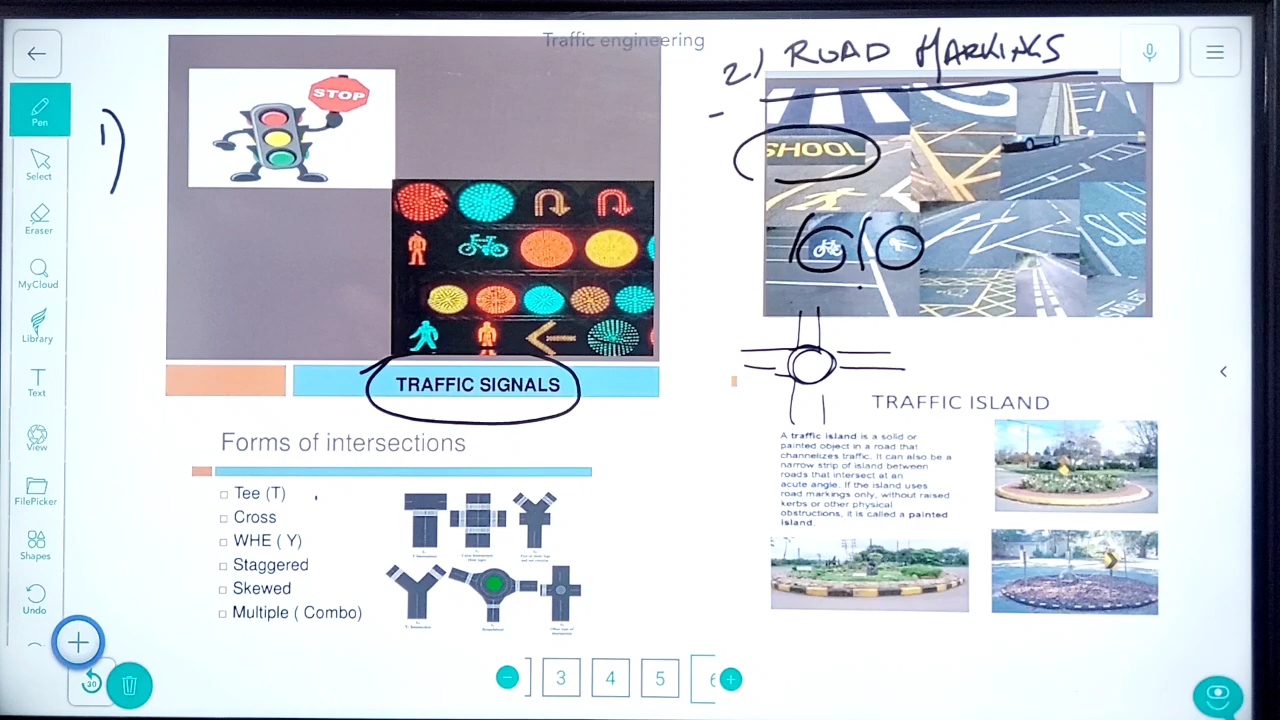 Traffic engineering
1)
STOP
TRAFFIC SIGNALS
2) ROAD MARKINGS
SHOOL
SLO
Forms of intersections
Tee (T)
Cross
WHE ( Y)
Staggered
Skewed
Multiple ( Combo)
TRAFFIC ISLAND
A traffic island is a solid or
painted object in a road that
channelizes traffic. It can also be a
narrow strip of island between
roads that intersect at an
acute angle. If the island uses
road markings only, without raised
kerbs or other physical
obstructions, it is called a painted
island.
Pen
Select
Eraser
MyCloud
Library
Text
View
FilePicker
Shapes
Undo
30
3
4
5
6